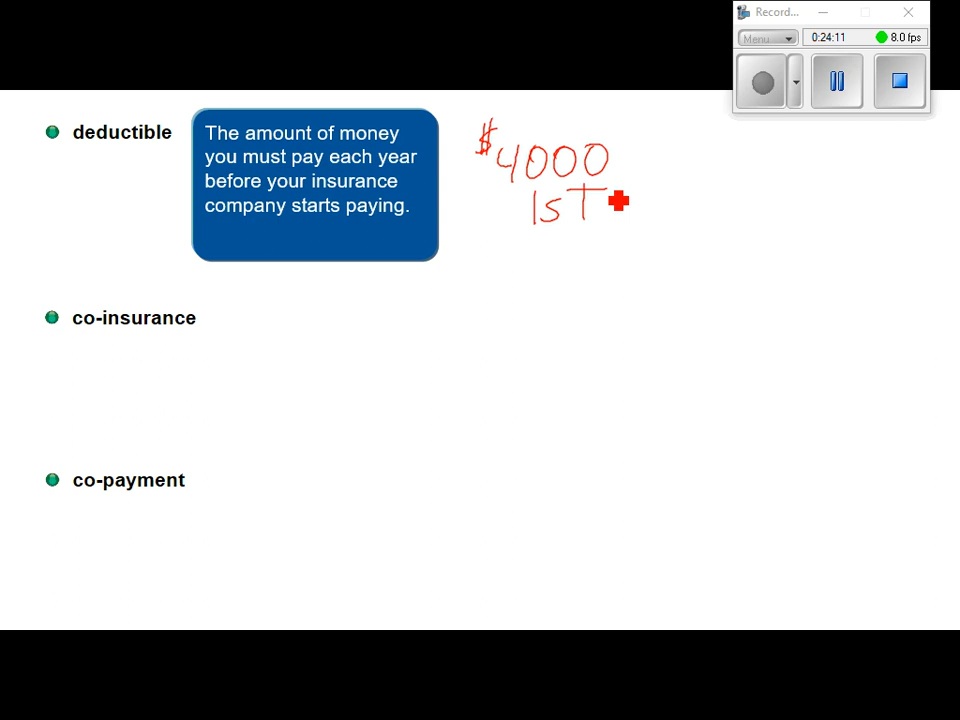 Record...
Menu
0:24:11
8.0 fps
deductible
The amount of money
you must pay each year
before your insurance
company starts paying.
$4000
1sT
co-insurance
co-payment